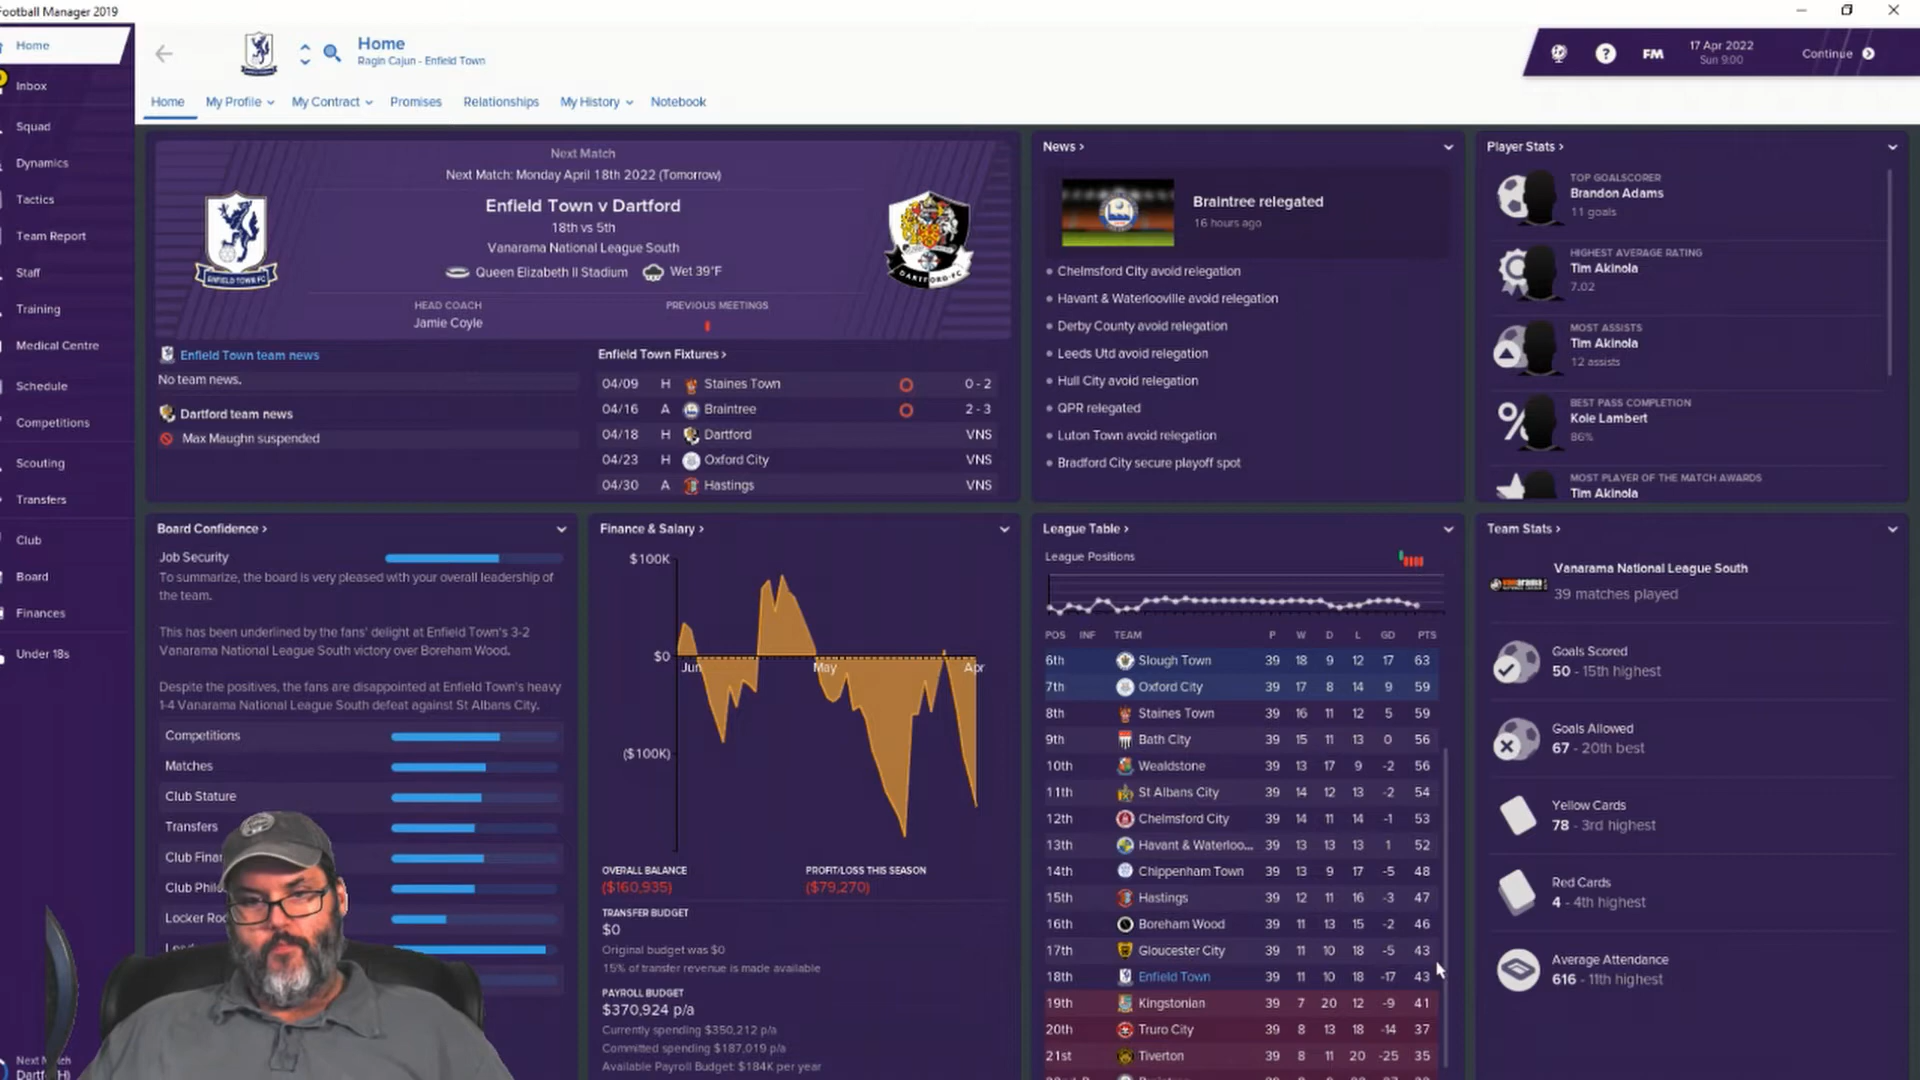 Football Manager 2019
Home
Inbox
Squad
Dynamics
Tactics
Team Report
Staff
Training
Medical Centre
Schedule
Competitions
Scouting
Transfers
Club
Board
Finances
Under 18s
Home
Ragin Cajun - Enfield Town
FM
17 Apr 2022
Sun 9:00
Continue
Home My Profile My Contract Promises Relationships My History Notebook
Next Match
Next Match: Monday April 18th 2022 (Tomorrow)
Enfield Town v Dartford
18th vs 5th
Vanarama National League South
Queen Elizabeth II Stadium Wet 39°F
HEAD COACH
Jamie Coyle
PREVIOUS MEETINGS
ENFIELD TOWN FC
DARTFORD FC
Enfield Town team news
No team news.
Dartford team news
Max Maughn suspended
Enfield Town Fixtures >
04/09 H Staines Town 0 - 2
04/16 A Braintree 2 - 3
04/18 H Dartford VNS
04/23 H Oxford City VNS
04/30 A Hastings VNS
News >
Braintree relegated
16 hours ago
Chelmsford City avoid relegation
Havant & Waterlooville avoid relegation
Derby County avoid relegation
Leeds Utd avoid relegation
Hull City avoid relegation
QPR relegated
Luton Town avoid relegation
Bradford City secure playoff spot
Player Stats >
TOP GOALSCORER
Brandon Adams
11 goals
HIGHEST AVERAGE RATING
Tim Akinola
7.02
MOST ASSISTS
Tim Akinola
12 assists
BEST PASS COMPLETION
Kole Lambert
86%
MOST PLAYER OF THE MATCH AWARDS
Tim Akinola
Board Confidence >
Job Security
To summarize, the board is very pleased with your overall leadership of
the team.
This has been underlined by the fans' delight at Enfield Town's 3-2
Vanarama National League South victory over Boreham Wood.
Despite the positives, the fans are disappointed at Enfield Town's heavy
1-4 Vanarama National League South defeat against St Albans City.
Competitions
Matches
Club Stature
Transfers
Club Finan
Club Phil
Locker Ro
Finance & Salary >
$100K
$0
($100K)
Jun May Apr
OVERALL BALANCE
($160,935)
PROFIT/LOSS THIS SEASON
($79,270)
TRANSFER BUDGET
$0
Original budget was $0
15% of transfer revenue is made available
PAYROLL BUDGET
$370,924 p/a
Currently spending $350,212 p/a
Committed spending $187,019 p/a
Available Payroll Budget: $184K per year
League Table >
League Positions
POS INF TEAM P W D L GD PTS
6th Slough Town 39 18 9 12 17 63
7th Oxford City 39 17 8 14 9 59
8th Staines Town 39 16 11 12 5 59
9th Bath City 39 15 11 13 0 56
10th Wealdstone 39 13 17 9 -2 56
11th St Albans City 39 14 12 13 -2 54
12th Chelmsford City 39 14 11 14 -1 53
13th Havant & Waterloo... 39 13 13 13 1 52
14th Chippenham Town 39 13 9 17 -5 48
15th Hastings 39 12 11 16 -3 47
16th Boreham Wood 39 11 13 15 -2 46
17th Gloucester City 39 11 10 18 -5 43
18th Enfield Town 39 11 10 18 -17 43
19th Kingstonian 39 7 20 12 -9 41
20th Truro City 39 8 13 18 -14 37
21st Tiverton 39 8 11 20 -25 35
Team Stats >
Vanarama National League South
39 matches played
Goals Scored
50 - 15th highest
Goals Allowed
67 - 20th best
Yellow Cards
78 - 3rd highest
Red Cards
4 - 4th highest
Average Attendance
616 - 11th highest